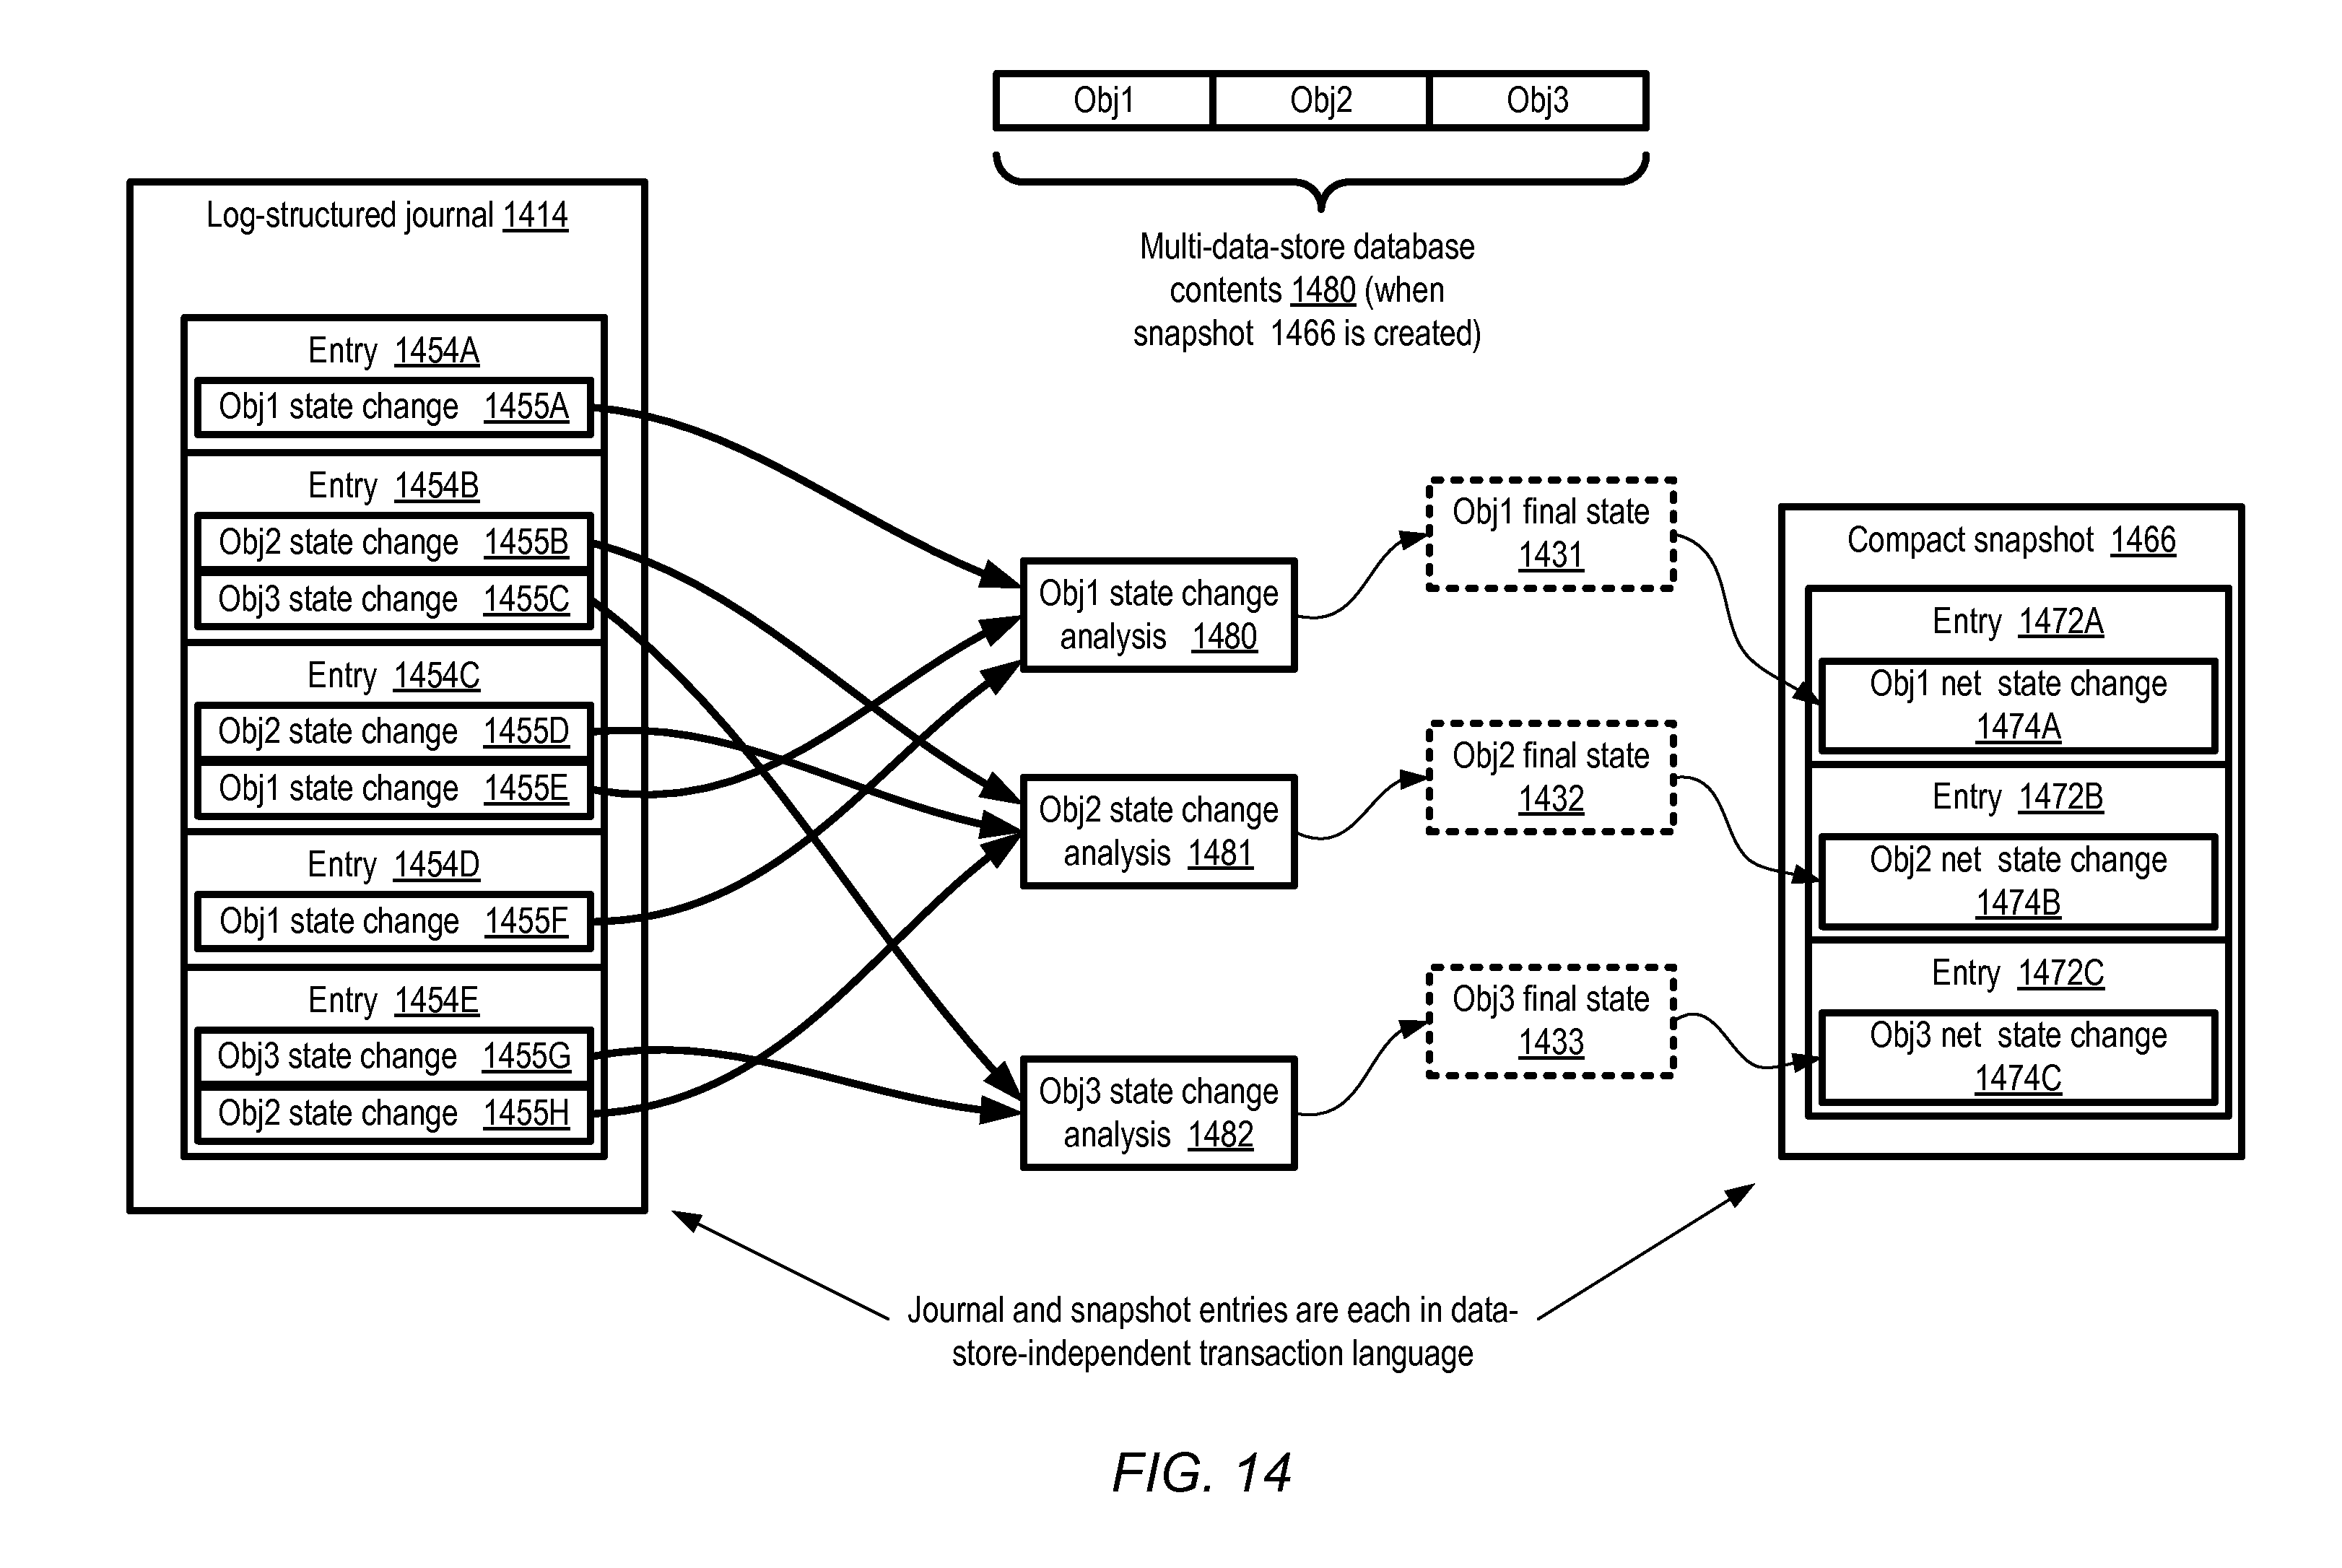 Obj1 Obj2 Obj3
Multi-data-store database
contents 1480 (when
snapshot 1466 is created)
Log-structured journal 1414
Entry 1454A
Obj1 state change 1455A
Entry 1454B
Obj2 state change 1455B
Obj3 state change 1455C
Entry 1454C
Obj2 state change 1455D
Obj1 state change 1455E
Entry 1454D
Obj1 state change 1455F
Entry 1454E
Obj3 state change 1455G
Obj2 state change 1455H
Obj1 state change
analysis 1480
Obj2 state change
analysis 1481
Obj3 state change
analysis 1482
Obj1 final state
1431
Obj2 final state
1432
Obj3 final state
1433
Compact snapshot 1466
Entry 1472A
Obj1 net state change
1474A
Entry 1472B
Obj2 net state change
1474B
Entry 1472C
Obj3 net state change
1474C
Journal and snapshot entries are each in data-
store-independent transaction language
FIG. 14